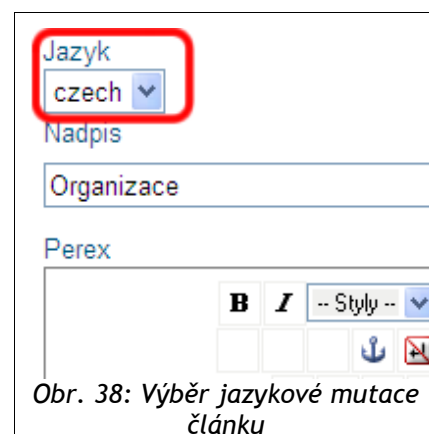 Jazyk
czech
Nadpis
Organizace
Perex
B I -- Styly --
Obr. 38: Výběr jazykové mutace
článku